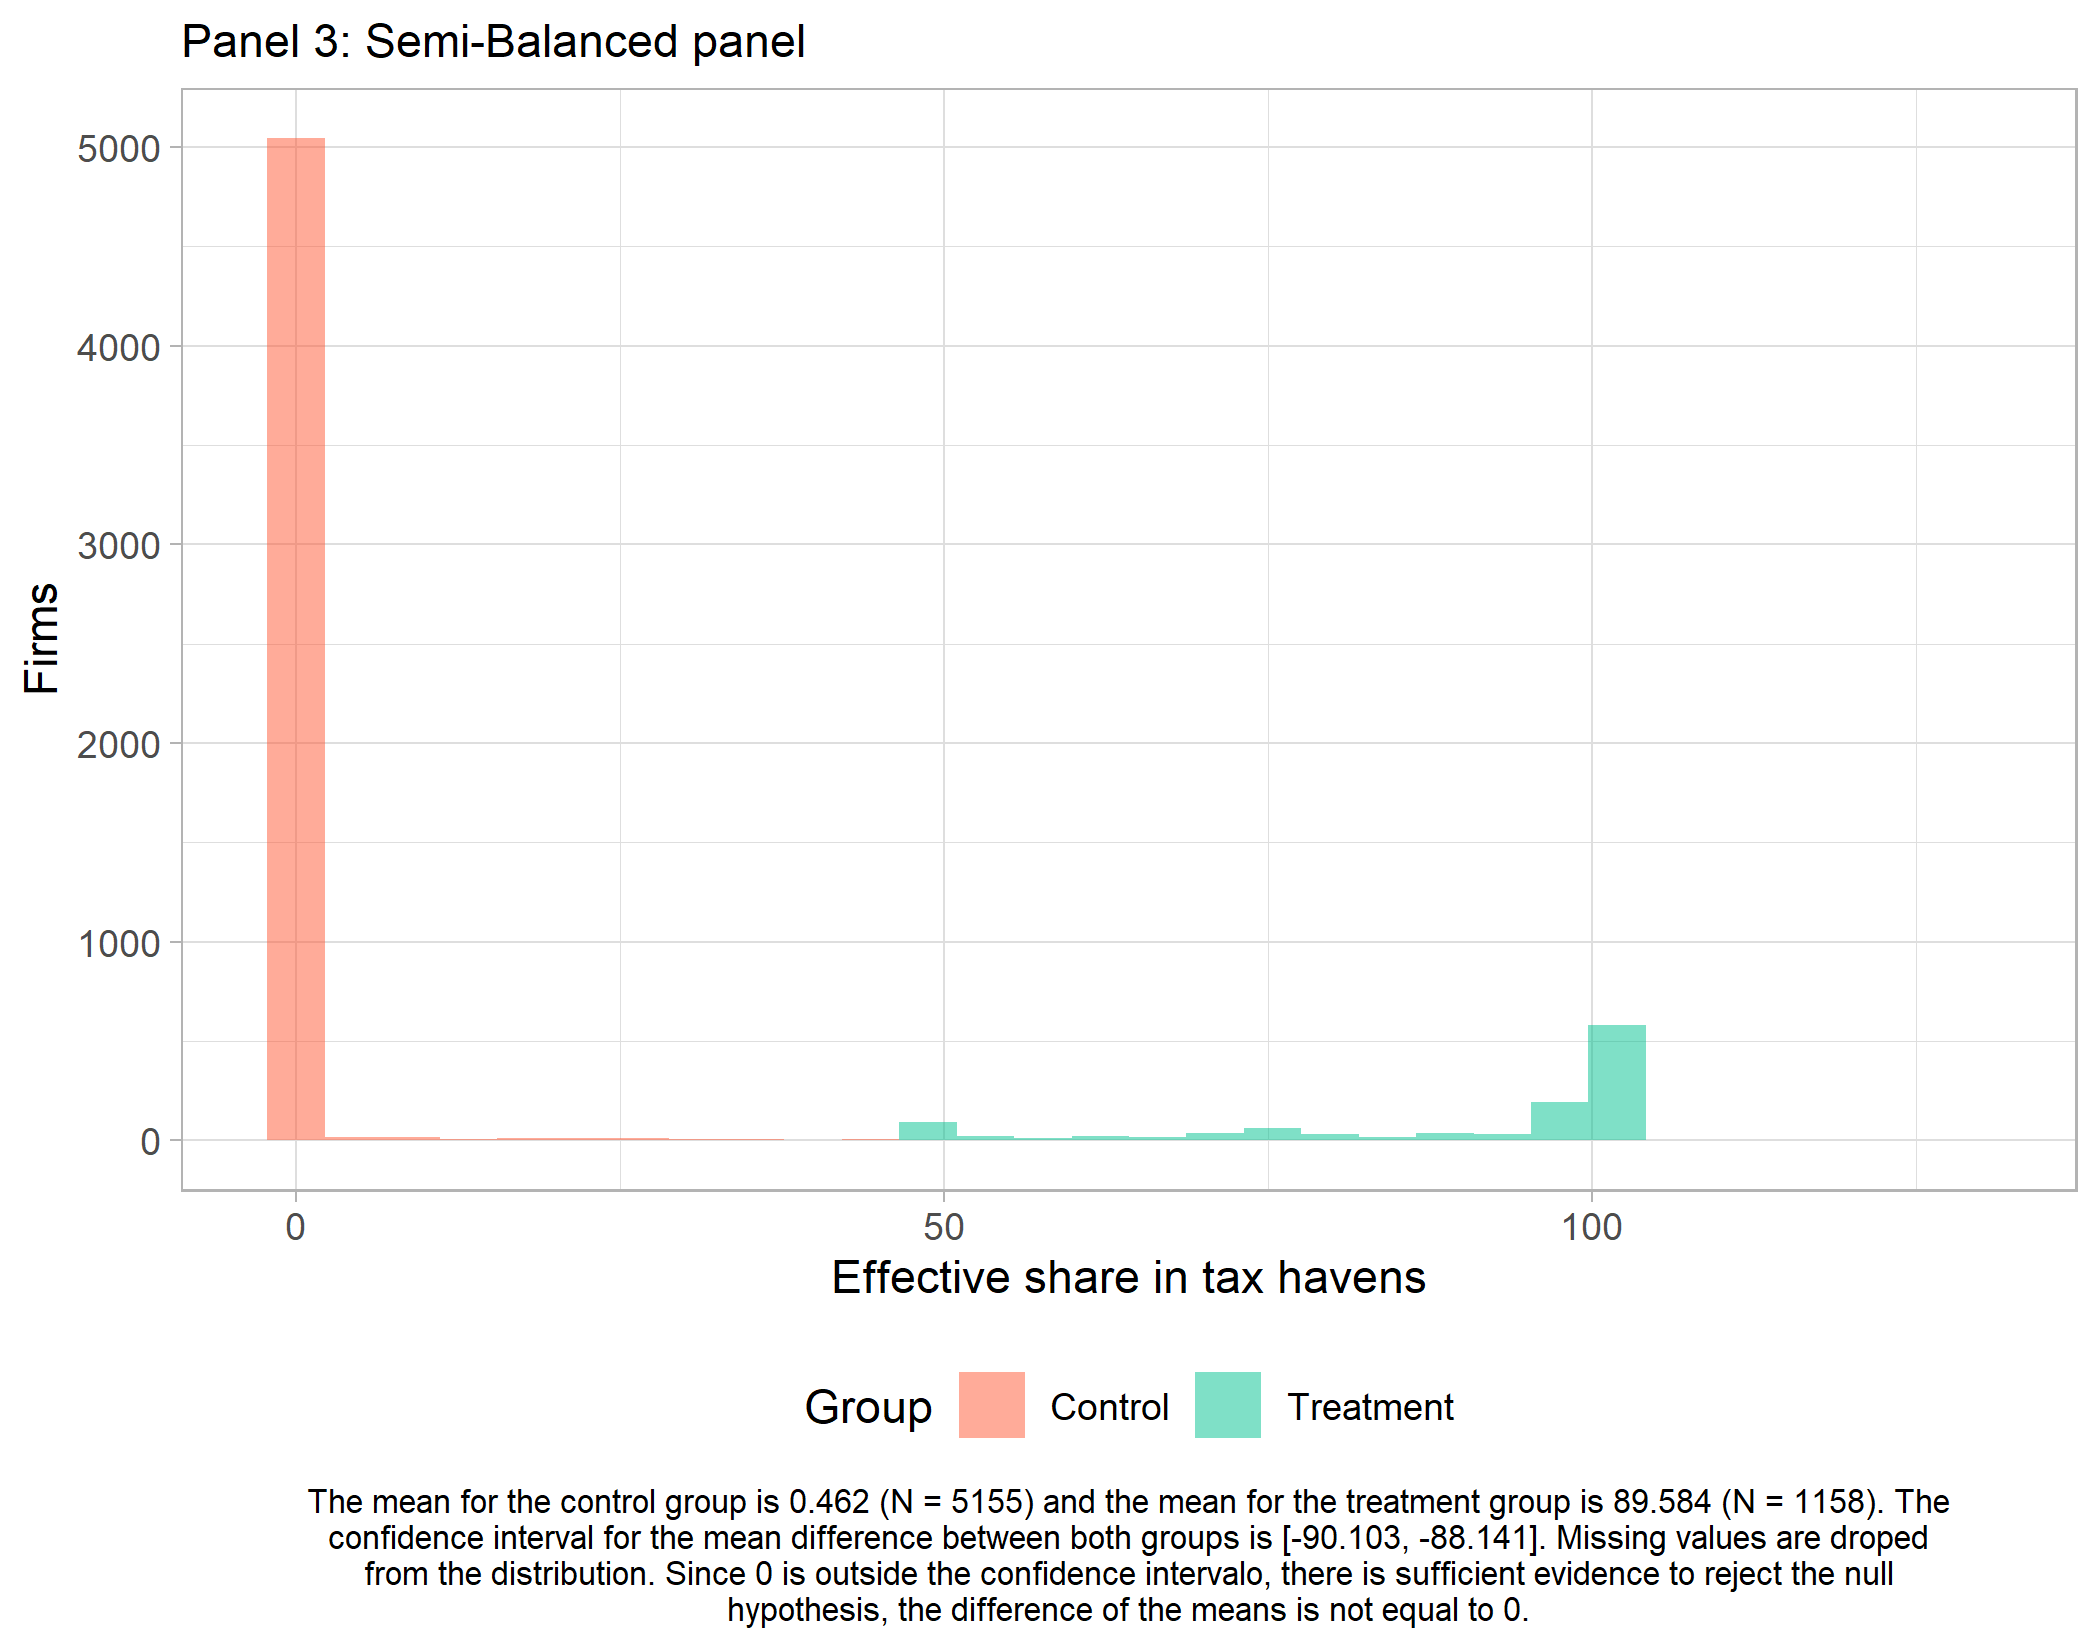 Panel 3: Semi-Balanced panel
5000
4000
3000
2000
1000
0
Firms
0 50 100
Effective share in tax havens
Group Control Treatment
The mean for the control group is 0.462 (N = 5155) and the mean for the treatment group is 89.584 (N = 1158). The
confidence interval for the mean difference between both groups is [-90.103, -88.141]. Missing values are droped
from the distribution. Since 0 is outside the confidence intervalo, there is sufficient evidence to reject the null
hypothesis, the difference of the means is not equal to 0.